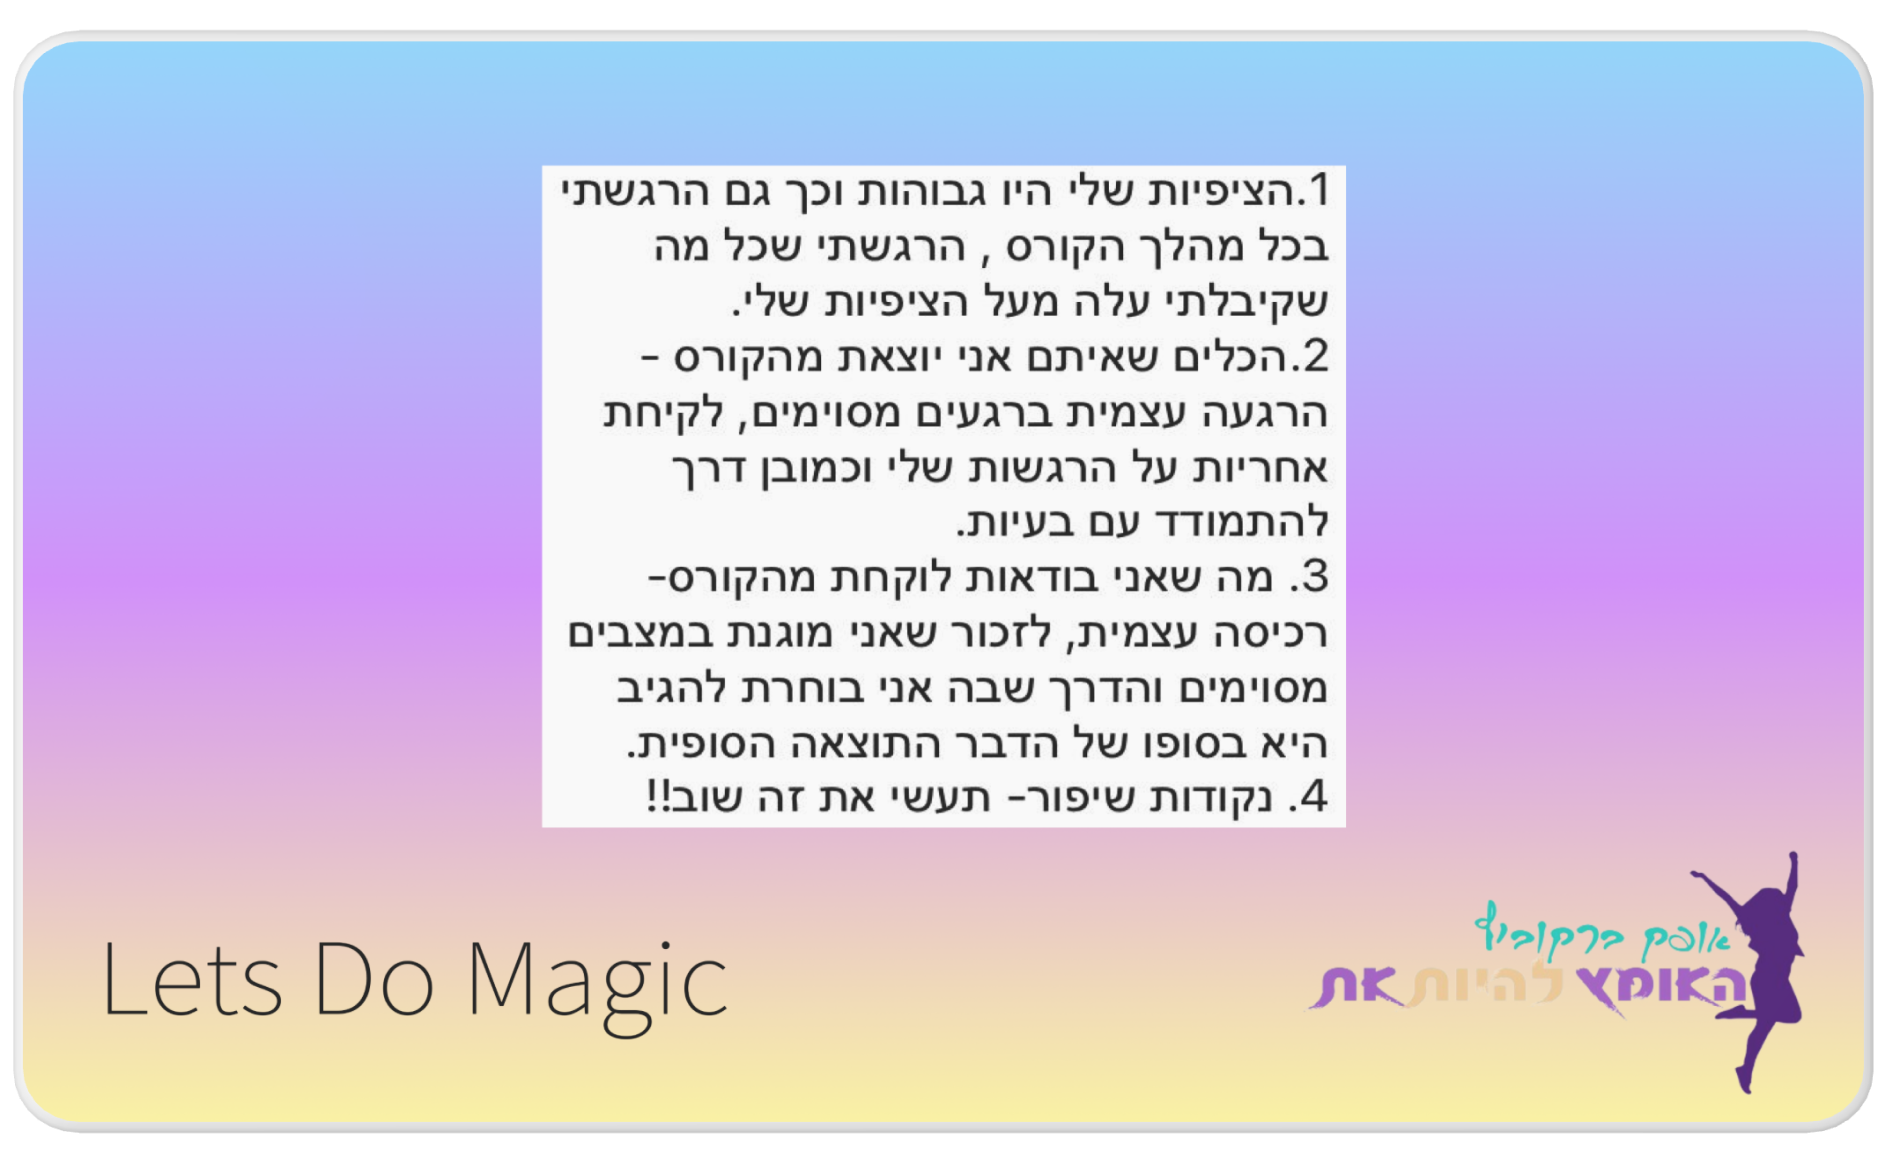 1.הציפיות שלי היו גבוהות וכך גם הרגשתי
בכל מהלך הקורס , הרגשתי שכל מה
שקיבלתי עלה מעל הציפיות שלי.
2.הכלים שאיתם אני יוצאת מהקורס -
הרגעה עצמית ברגעים מסוימים, לקיחת
אחריות על הרגשות שלי וכמובן דרך
להתמודד עם בעיות.
3. מה שאני בודאות לוקחת מהקורס-
רכיסה עצמית, לזכור שאני מוגנת במצבים
מסוימים והדרך שבה אני בוחרת להגיב
היא בסופו של הדבר התוצאה הסופית.
4. נקודות שיפור- תעשי את זה שוב!!
אופק ברקוביץ
האומץ להיות את
Lets Do Magic